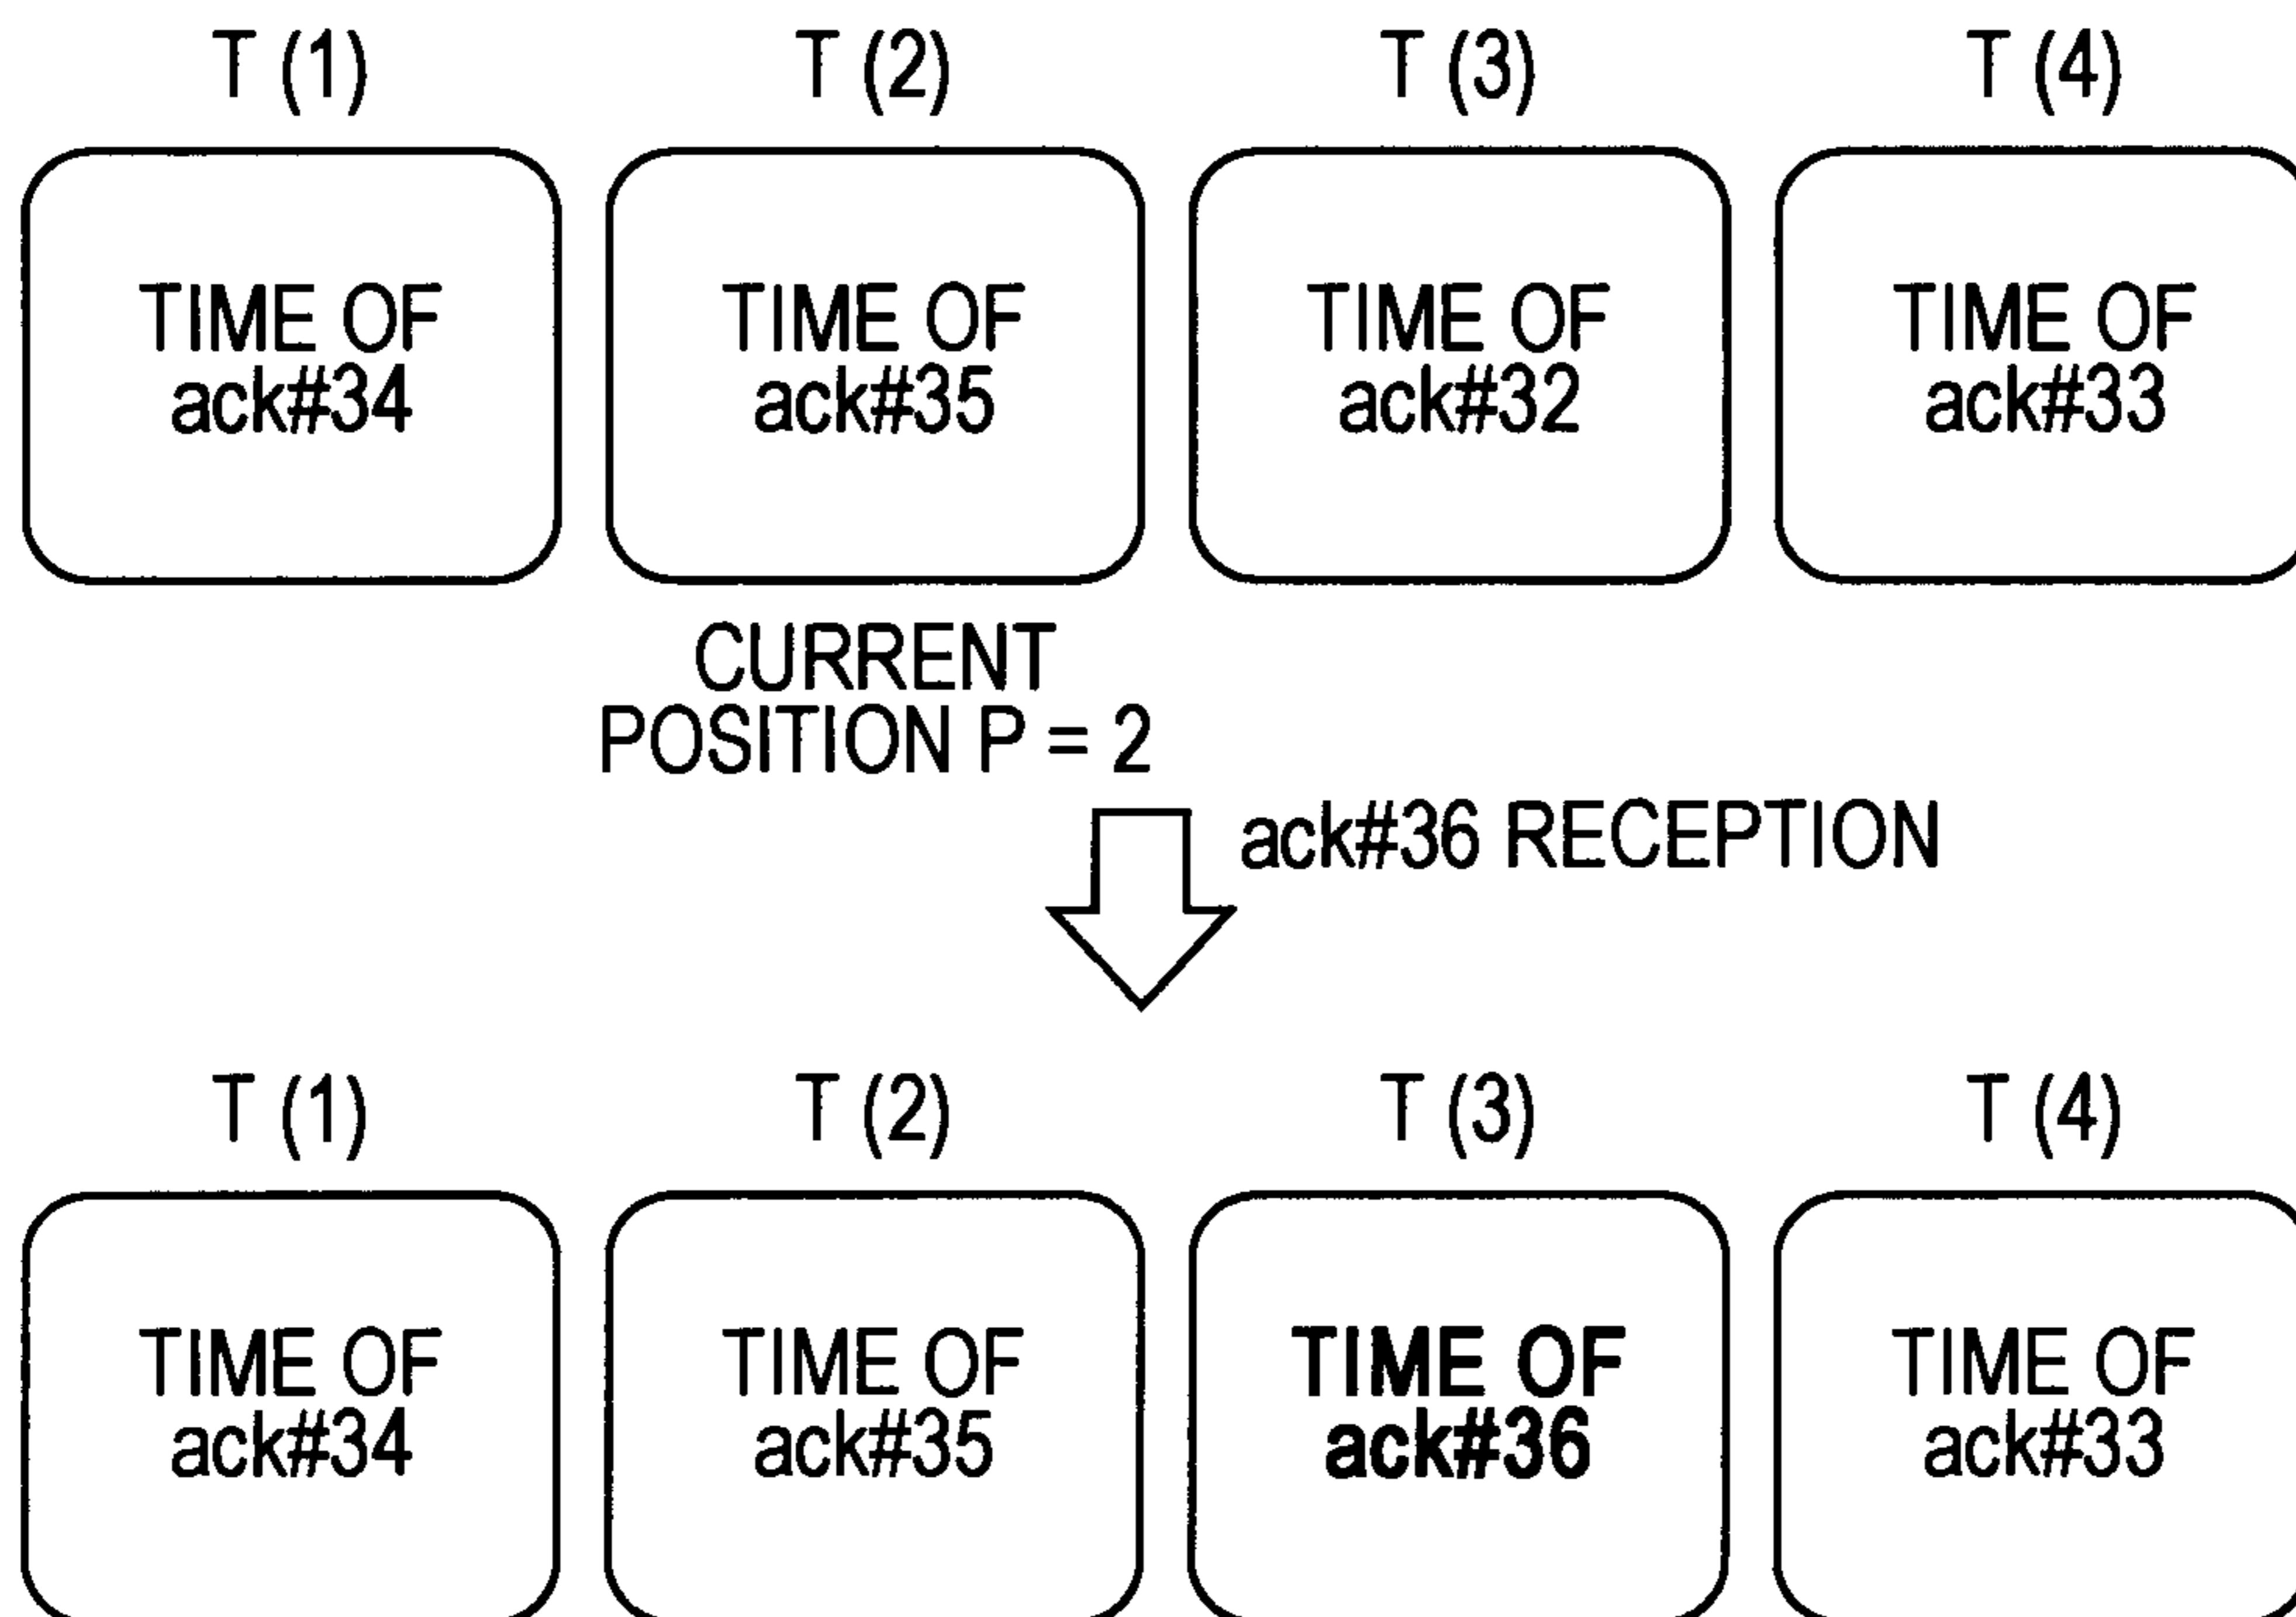 T (1) T (2) T (3) T (4)
TIME OF TIME OF TIME OF TIME OF
ack#34 ack#35 ack#32 ack#33
CURRENT
POSITION P = 2
ack#36 RECEPTION
T (1) T (2) T (3) T (4)
TIME OF TIME OF TIME OF TIME OF
ack#34 ack#35 ack#36 ack#33